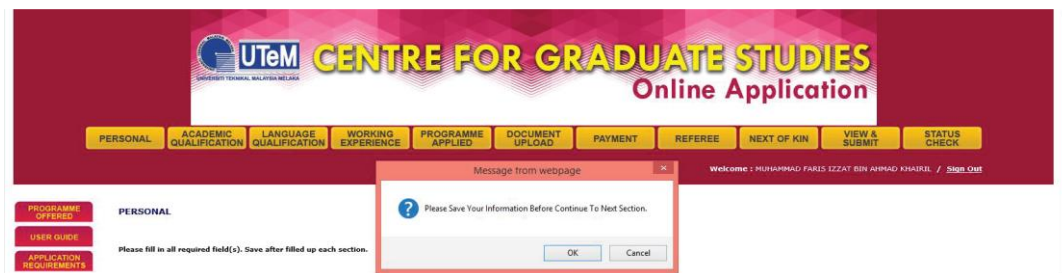 UTeM
UNIVERSITI TEKNIKAL MALAYSIA MELAKA
CENTRE FOR GRADUATE STUDIES
Online Application
PERSONAL
ACADEMIC
QUALIFICATION
LANGUAGE
QUALIFICATION
WORKING
EXPERIENCE
PROGRAMME
APPLIED
DOCUMENT
UPLOAD
PAYMENT
REFEREE
NEXT OF KIN
VIEW &
SUBMIT
STATUS
CHECK
Welcome : MUHAMMAD FARIS IZZAT BIN AHMAD KHAIRIL / Sign Out
Message from webpage
Please Save Your Information Before Continue To Next Section.
OK
Cancel
PROGRAMME
OFFERED
USER GUIDE
APPLICATION
REQUIREMENTS
PERSONAL
Please fill in all required field(s). Save after filled up each section.